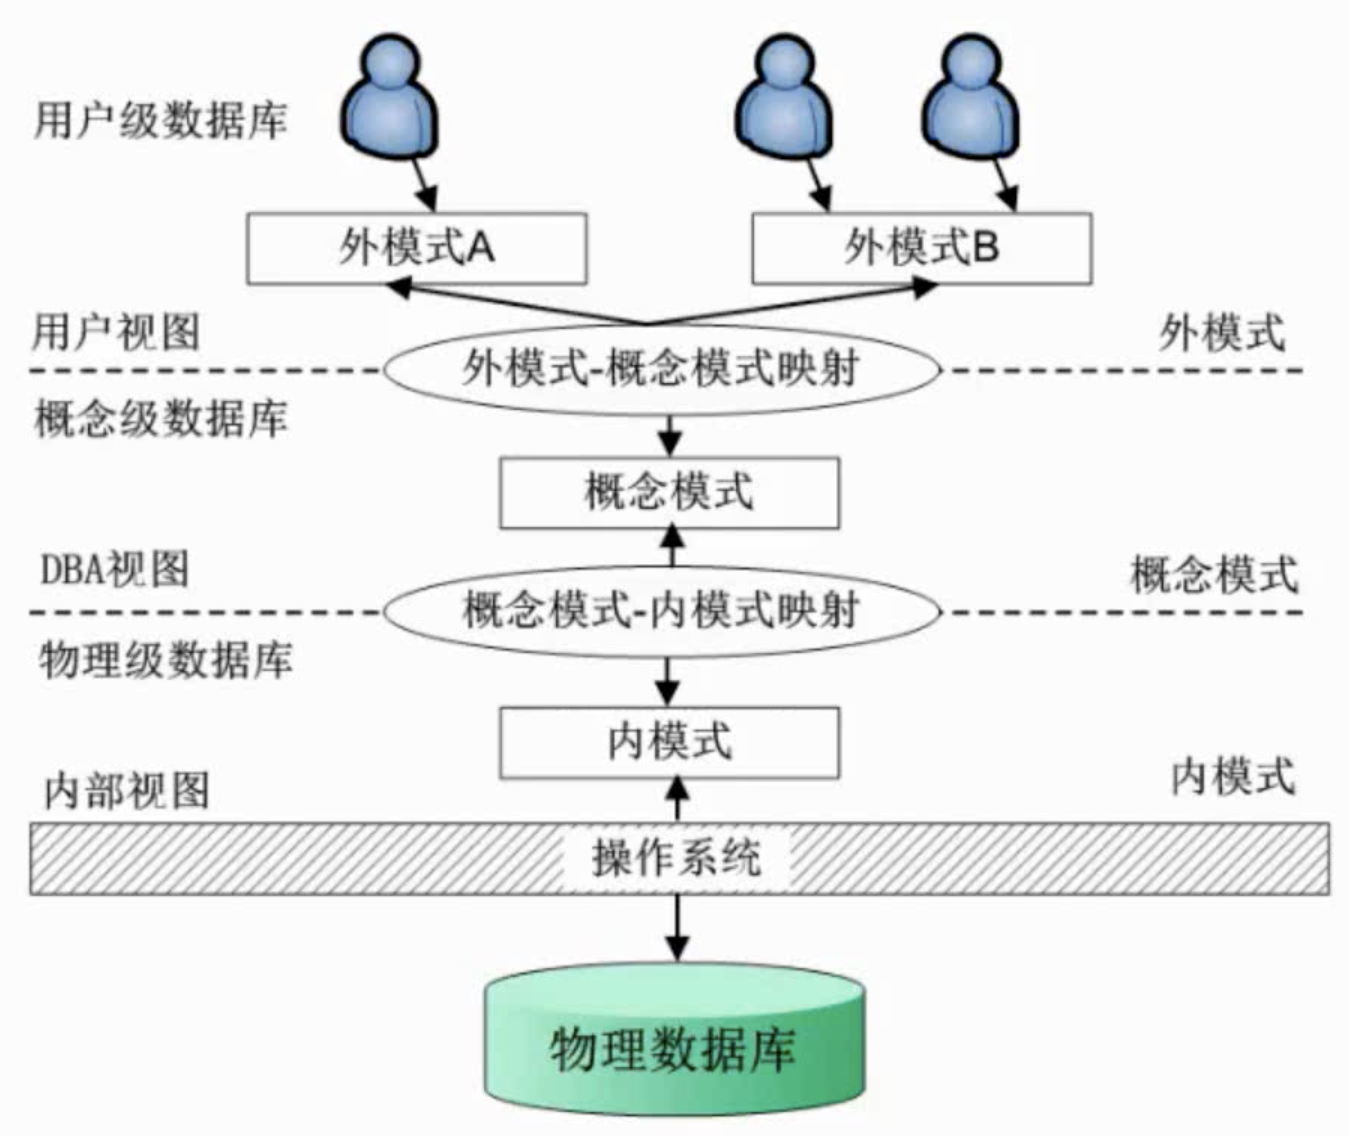 用户级数据库
外模式A
外模式B
用户视图
外模式
外模式-概念模式映射
概念级数据库
概念模式
DBA视图
概念模式
概念模式-内模式映射
物理级数据库
内模式
内部视图
内模式
操作系统
物理数据库